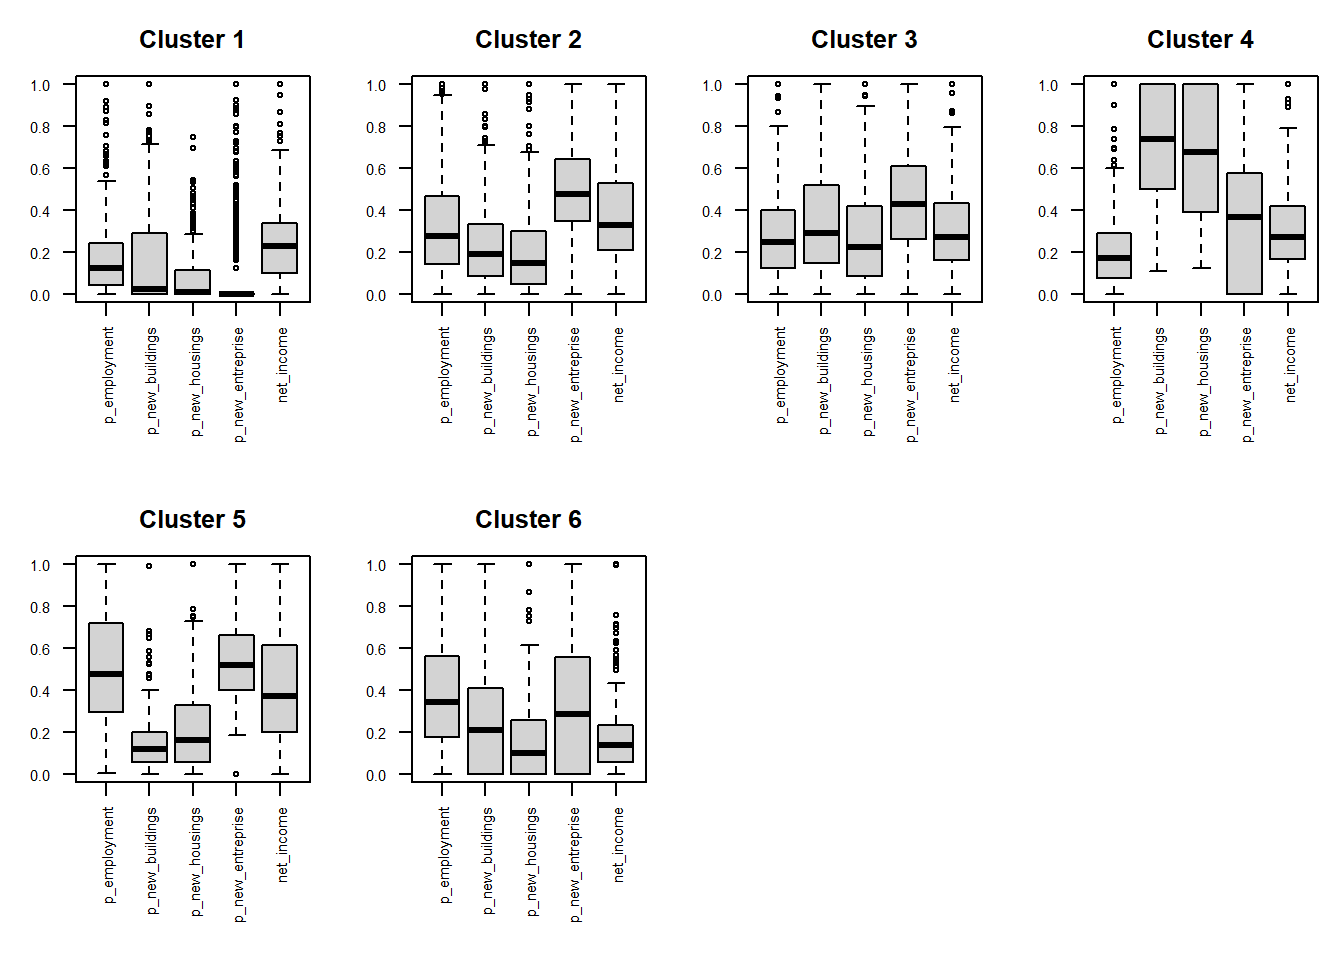 Cluster 1
1.0
0.8
0.6
0.4
0.2
0.0
p_employment
p_new_buildings
p_new_housings
p_new_entreprise
net_income
Cluster 2
1.0
0.8
0.6
0.4
0.2
0.0
p_employment
p_new_buildings
p_new_housings
p_new_entreprise
net_income
Cluster 3
1.0
0.8
0.6
0.4
0.2
0.0
p_employment
p_new_buildings
p_new_housings
p_new_entreprise
net_income
Cluster 4
1.0
0.8
0.6
0.4
0.2
0.0
p_employment
p_new_buildings
p_new_housings
p_new_entreprise
net_income
Cluster 5
1.0
0.8
0.6
0.4
0.2
0.0
p_employment
p_new_buildings
p_new_housings
p_new_entreprise
net_income
Cluster 6
1.0
0.8
0.6
0.4
0.2
0.0
p_employment
p_new_buildings
p_new_housings
p_new_entreprise
net_income